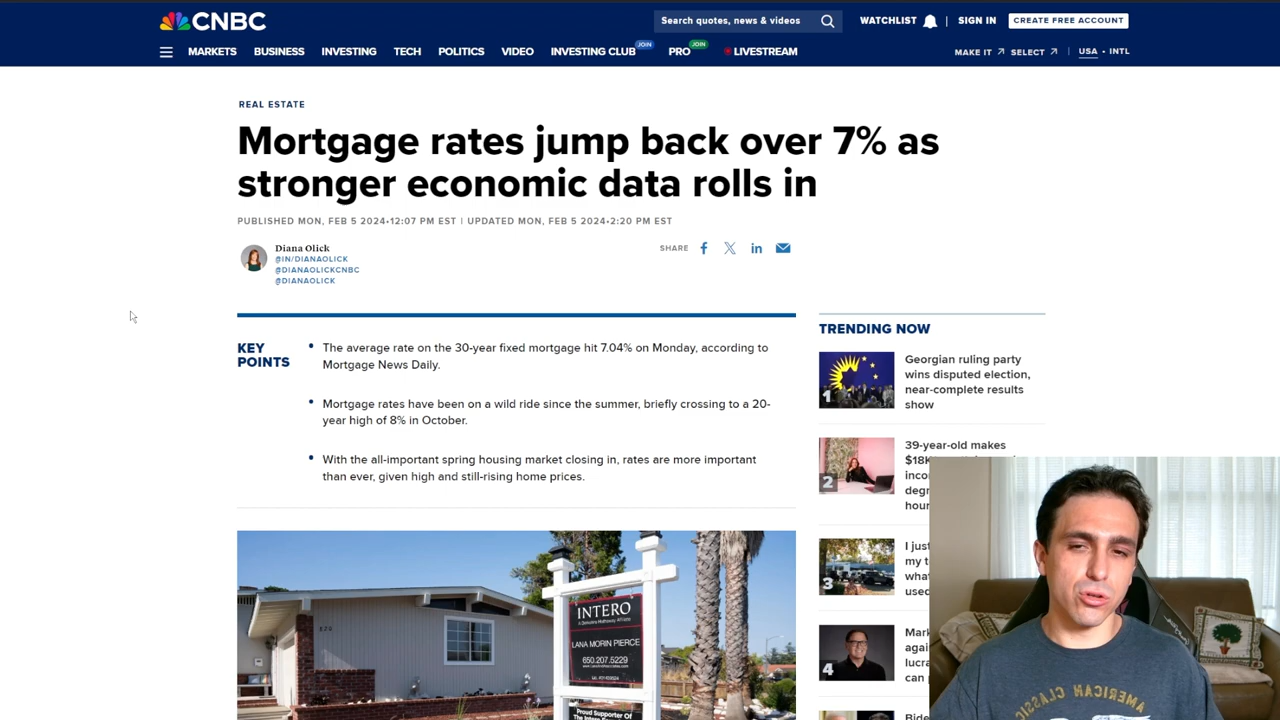 CNBC
Search quotes, news & videos
WATCHLIST
SIGN IN
CREATE FREE ACCOUNT
MARKETS BUSINESS INVESTING TECH POLITICS VIDEO INVESTING CLUB JOIN PRO JOIN LIVESTREAM
MAKE IT SELECT USA • INTL
REAL ESTATE
Mortgage rates jump back over 7% as
stronger economic data rolls in
PUBLISHED MON, FEB 5 2024•12:07 PM EST | UPDATED MON, FEB 5 2024•2:20 PM EST
Diana Olick
@IN/DIANAOLICK
@DIANAOLICKCNBC
@DIANAOLICK
SHARE
KEY
POINTS
The average rate on the 30-year fixed mortgage hit 7.04% on Monday, according to
Mortgage News Daily.
Mortgage rates have been on a wild ride since the summer, briefly crossing to a 20-
year high of 8% in October.
With the all-important spring housing market closing in, rates are more important
than ever, given high and still-rising home prices.
INTERO
LANA MORIN PIERCE
650.207.5229
Proud Supporter Of
TRENDING NOW
1
Georgian ruling party
wins disputed election,
near-complete results
show
2
39-year-old makes
$18K
hour
3
I just
my
what
used
4
Mark
again
can
AMERICAN CLASSIC